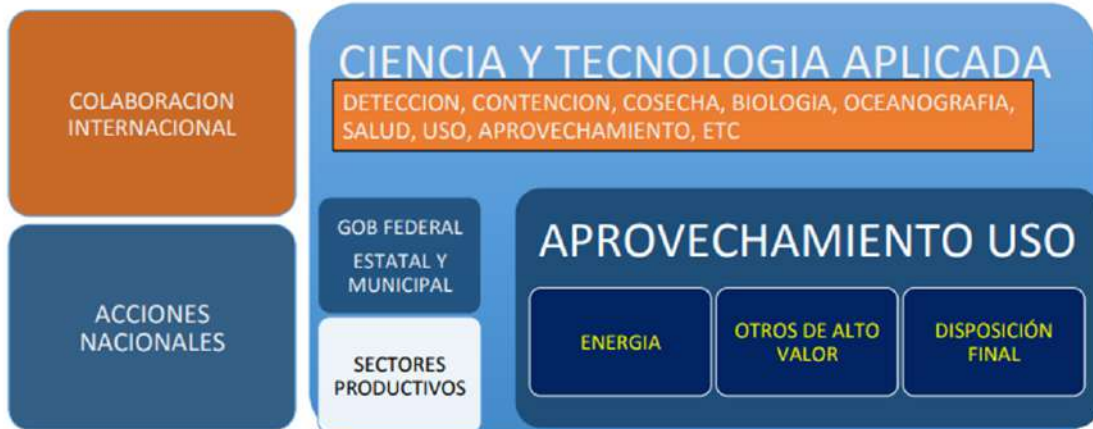 COLABORACION
INTERNACIONAL
CIENCIA Y TECNOLOGIA APLICADA
DETECCION, CONTENCION, COSECHA, BIOLOGIA, OCEANOGRAFIA,
SALUD, USO, APROVECHAMIENTO, ETC
ACCIONES
NACIONALES
GOB FEDERAL
ESTATAL Y
MUNICIPAL
SECTORES
PRODUCTIVOS
APROVECHAMIENTO USO
ENERGIA
OTROS DE ALTO
VALOR
DISPOSICIÓN
FINAL